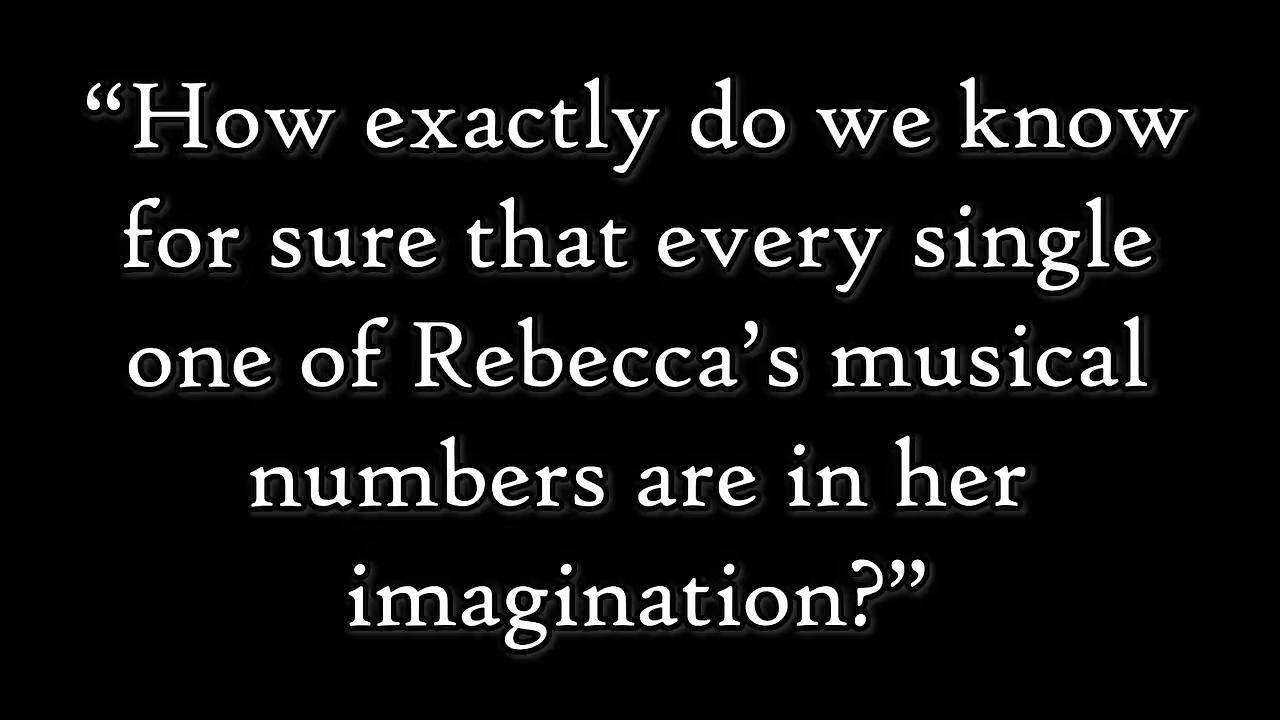 “How exactly do we know
for sure that every single
one of Rebecca’s musical
numbers are in her
imagination?”